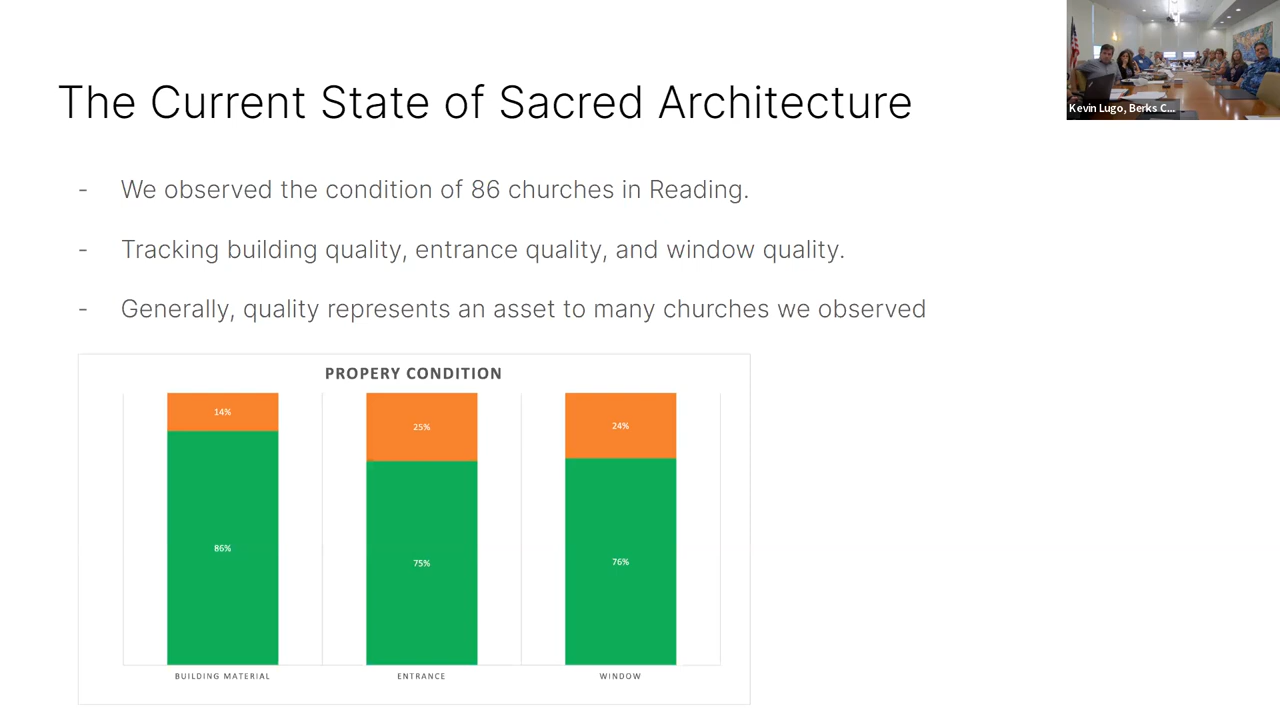 The Current State of Sacred Architecture
Kevin Lugo, Berks C...
- We observed the condition of 86 churches in Reading.
- Tracking building quality, entrance quality, and window quality.
- Generally, quality represents an asset to many churches we observed
PROPERY CONDITION
14%
25%
24%
86%
75%
76%
BUILDING MATERIAL
ENTRANCE
WINDOW